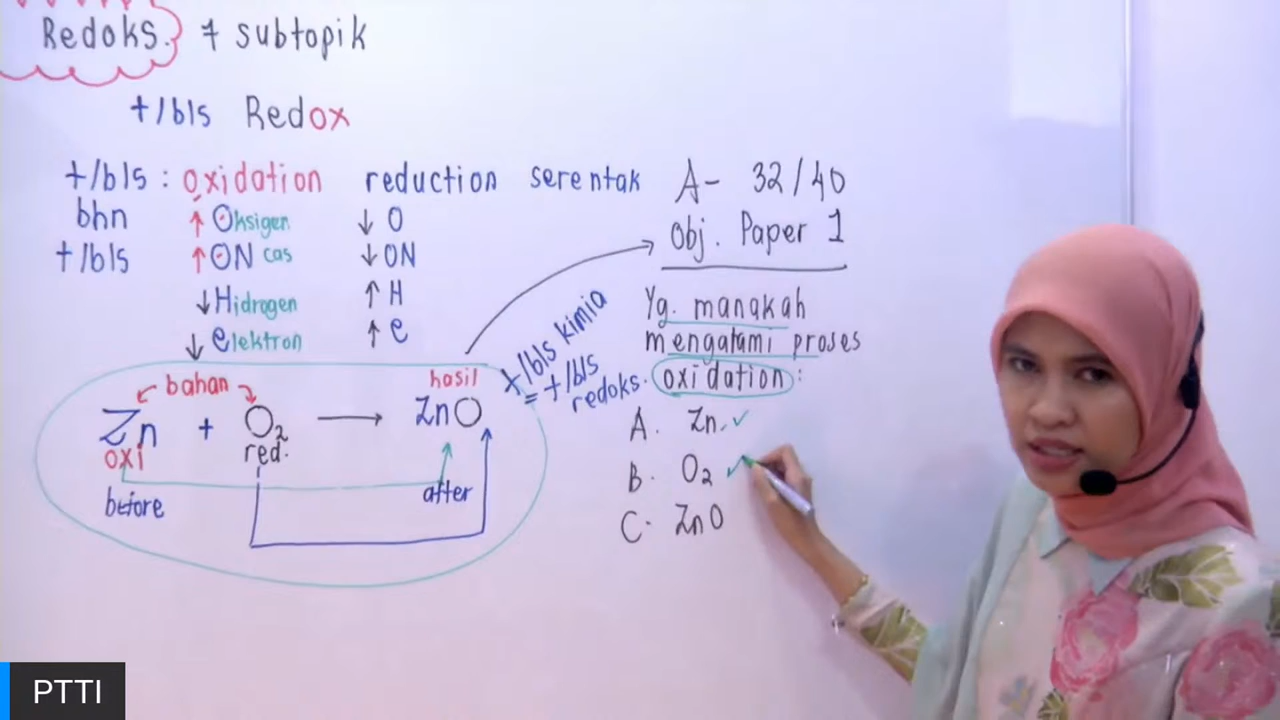 Redoks. 7 subtopik
t/bls Redox
t/bls : oxidation reduction serentak
bhn ↑ Oksigen ↓ O
t/bls ↑ ON cas ↓ ON
↓ Hidrogen ↑ H
↓ elektron ↑ e
bahan hasil
Zn + O₂ → ZnO
oxi red.
before after
t/bls kimia
= t/bls
redoks.
A- 32/40
Obj. Paper 1
Yg. manakah
mengalami proses
oxidation :
A. Zn. ✓
B. O₂ ✓
C. ZnO
PTTI